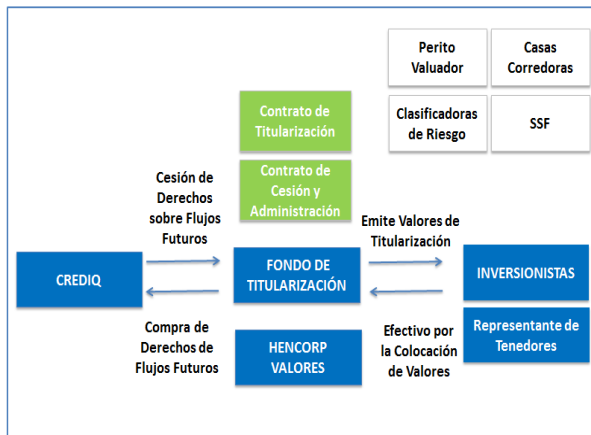 Perito
Valuador
Casas
Corredoras
Clasificadoras
de Riesgo
SSF
Contrato de
Titularización
Contrato de
Cesión y
Administración
Cesión de
Derechos
sobre Flujos
Futuros
Emite Valores de
Titularización
CREDIQ
FONDO DE
TITULARIZACIÓN
INVERSIONISTAS
Compra de
Derechos de
Flujos Futuros
HENCORP
VALORES
Efectivo por
la Colocación
de Valores
Representante de
Tenedores